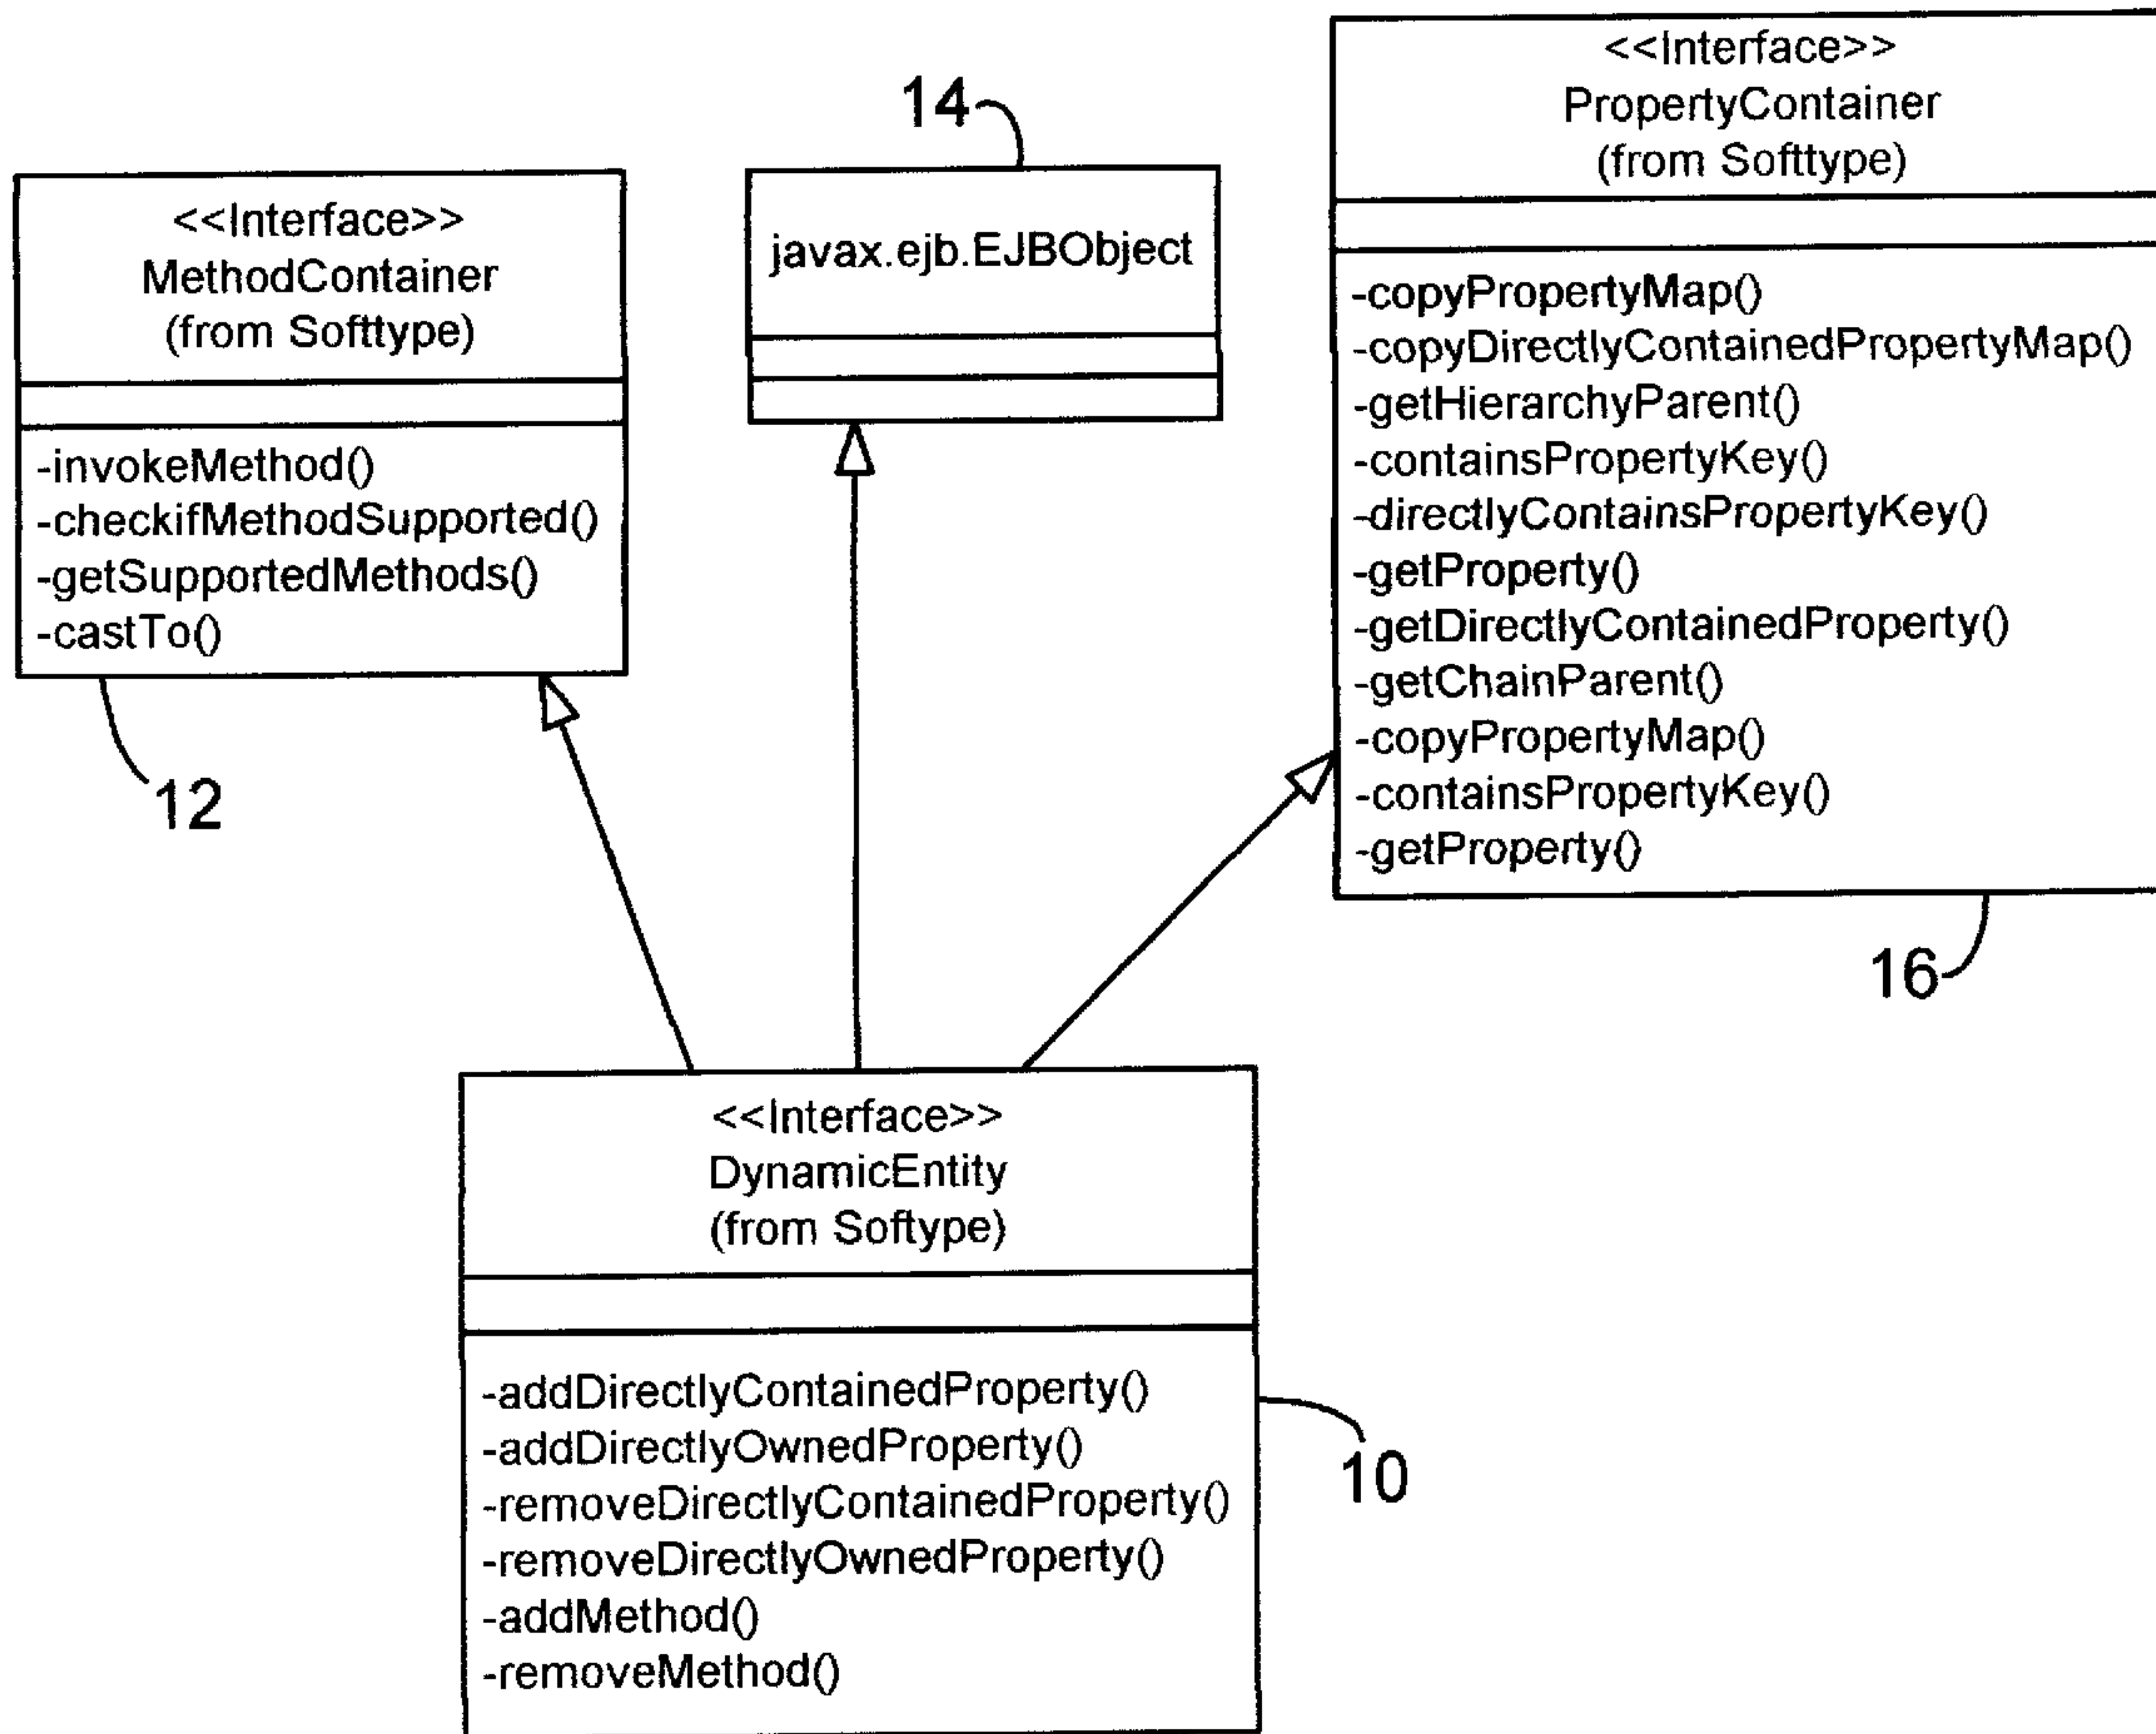 <<Interface>>
MethodContainer
(from Softtype)
-invokeMethod()
-checkifMethodSupported()
-getSupportedMethods()
-castTo()
12
14
javax.ejb.EJBObject
<<Interface>>
PropertyContainer
(from Softtype)
-copyPropertyMap()
-copyDirectlyContainedPropertyMap()
-getHierarchyParent()
-containsPropertyKey()
-directlyContainsPropertyKey()
-getProperty()
-getDirectlyContainedProperty()
-getChainParent()
-copyPropertyMap()
-containsPropertyKey()
-getProperty()
16
<<Interface>>
DynamicEntity
(from Softype)
-addDirectlyContainedProperty()
-addDirectlyOwnedProperty()
-removeDirectlyContainedProperty()
-removeDirectlyOwnedProperty()
-addMethod()
-removeMethod()
10